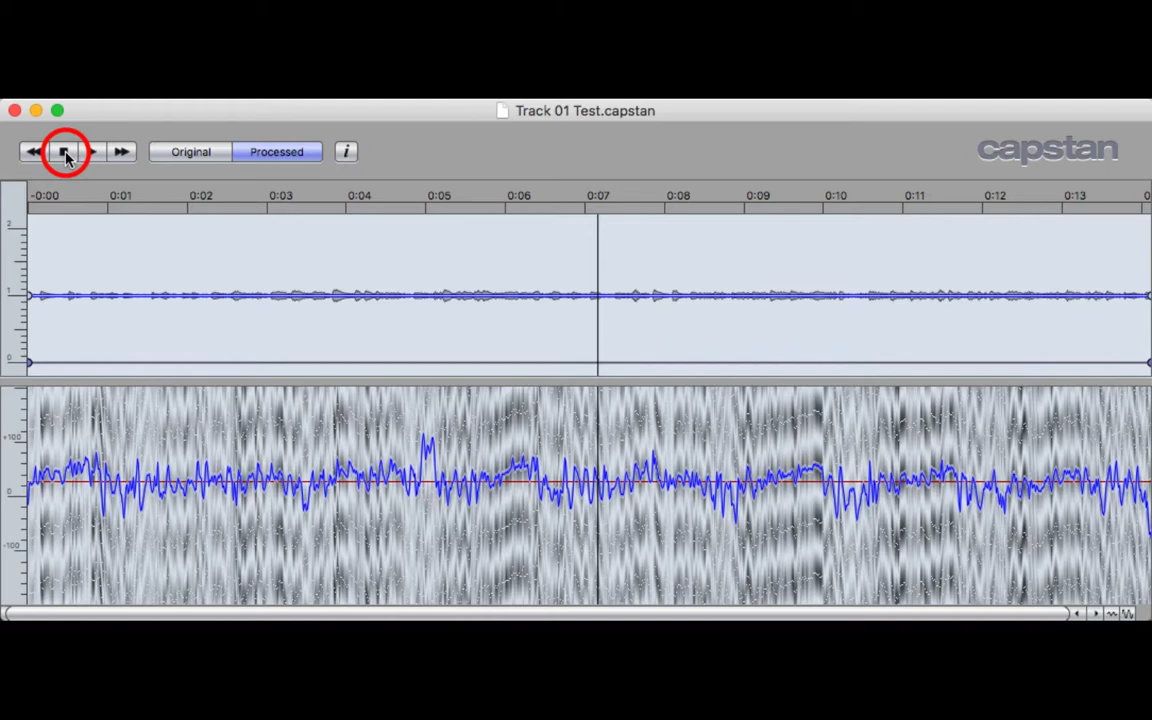 Track 01 Test.capstan
Original Processed i
capstan
-0:00 0:01 0:02 0:03 0:04 0:05 0:06 0:07 0:08 0:09 0:10 0:11 0:12 0:13 0
2
1
0
+100
0
-100